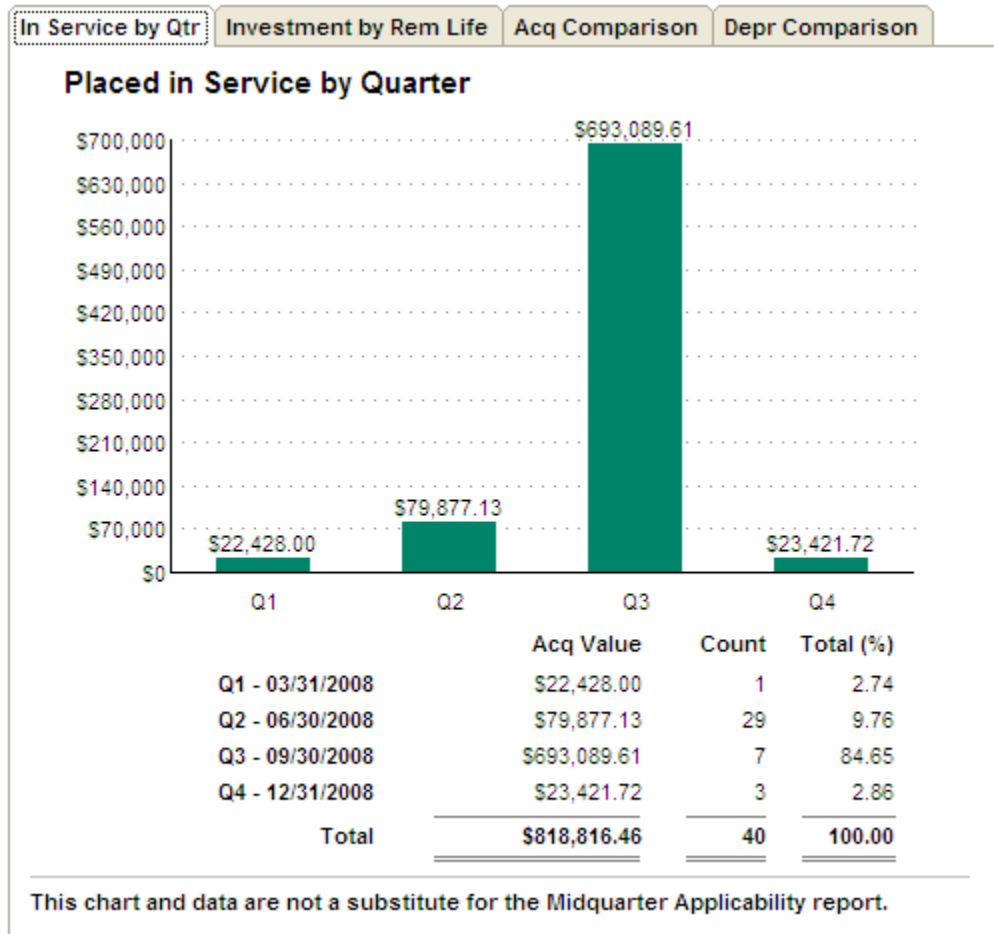 In Service by Qtr Investment by Rem Life Acq Comparison Depr Comparison
Placed in Service by Quarter
$693,089.61
$700,000
$630,000
$560,000
$490,000
$420,000
$350,000
$280,000
$210,000
$140,000
$79,877.13
$70,000
$22,428.00 $23,421.72
$0
Q1 Q2 Q3 Q4
Acq Value Count Total (%)
Q1 - 03/31/2008 $22,428.00 1 2.74
Q2 - 06/30/2008 $79,877.13 29 9.76
Q3 - 09/30/2008 $693,089.61 7 84.65
Q4 - 12/31/2008 $23,421.72 3 2.86
Total $818,816.46 40 100.00
This chart and data are not a substitute for the Midquarter Applicability report.